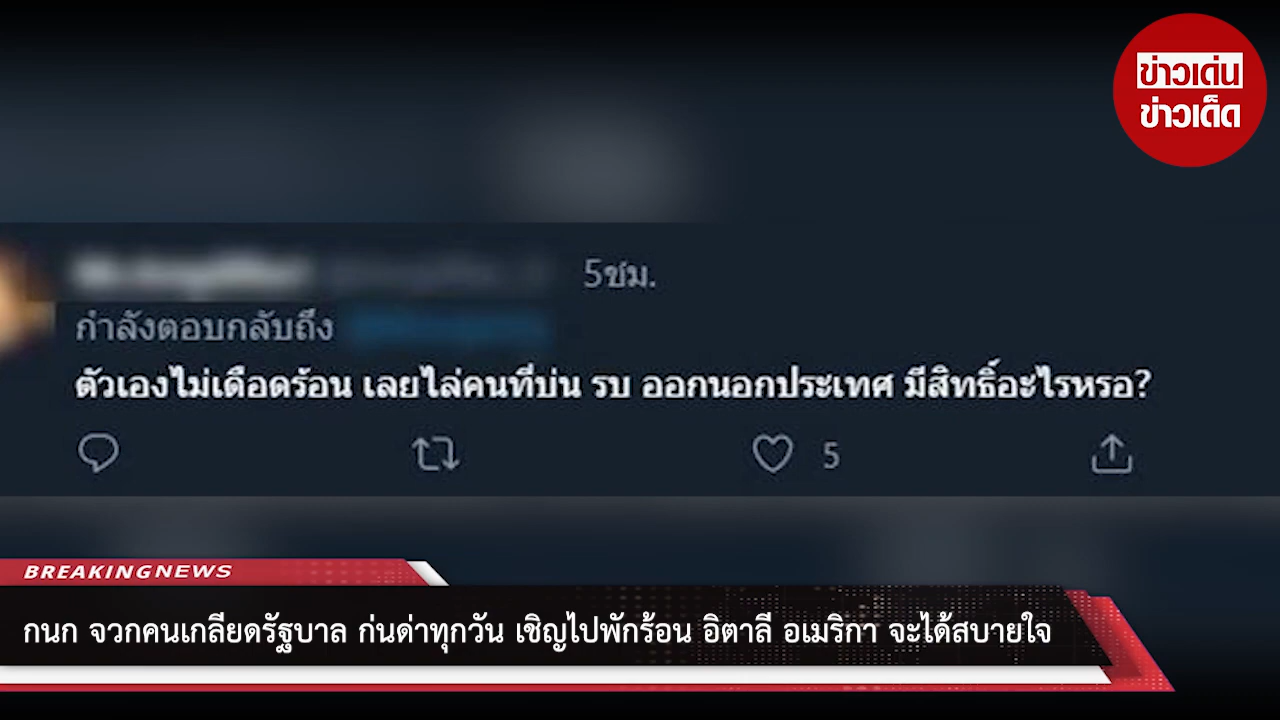 ข่าวเด่น
ข่าวเด็ด
5ชม.
กำลังตอบกลับถึง
ตัวเองไม่เดือดร้อน เลยไล่คนที่บ่น รบ ออกนอกประเทศ มีสิทธิ์อะไรหรอ?
5
BREAKINGNEWS
กนก จวกคนเกลียดรัฐบาล ก่นด่าทุกวัน เชิญไปพักร้อน อิตาลี อเมริกา จะได้สบายใจ